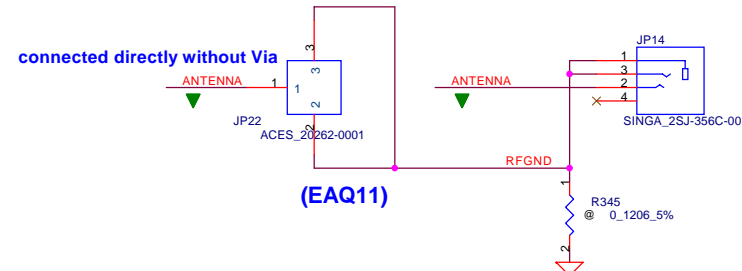 connected directly without Via
ANTENNA
1
3
3
1
2
2
JP22
ACES_20262-0001
(EAQ11)
RFGND
ANTENNA
JP14
1
3
2
4
SINGA_2SJ-356C-00
1
R345
@ 0_1206_5%
2